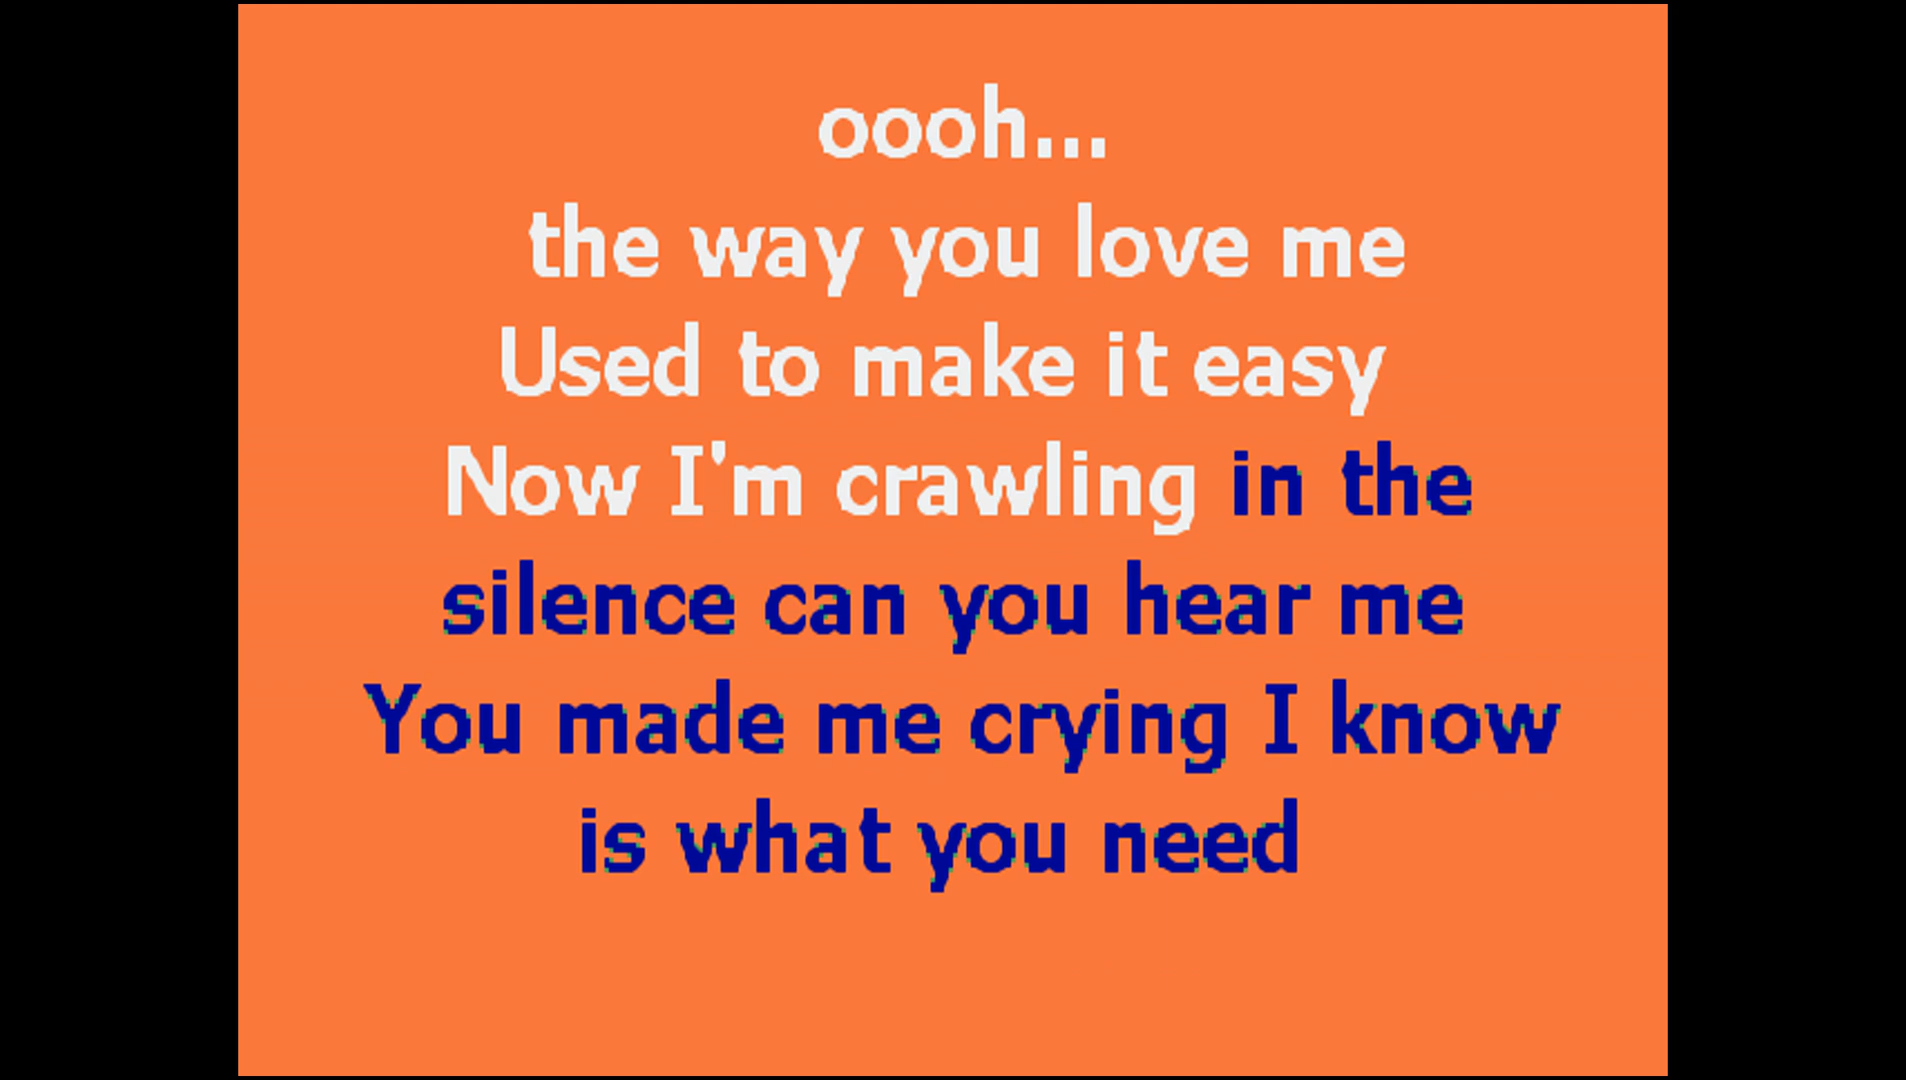 oooh...
the way you love me
Used to make it easy
Now I'm crawling in the
silence can you hear me
You made me crying I know
is what you need